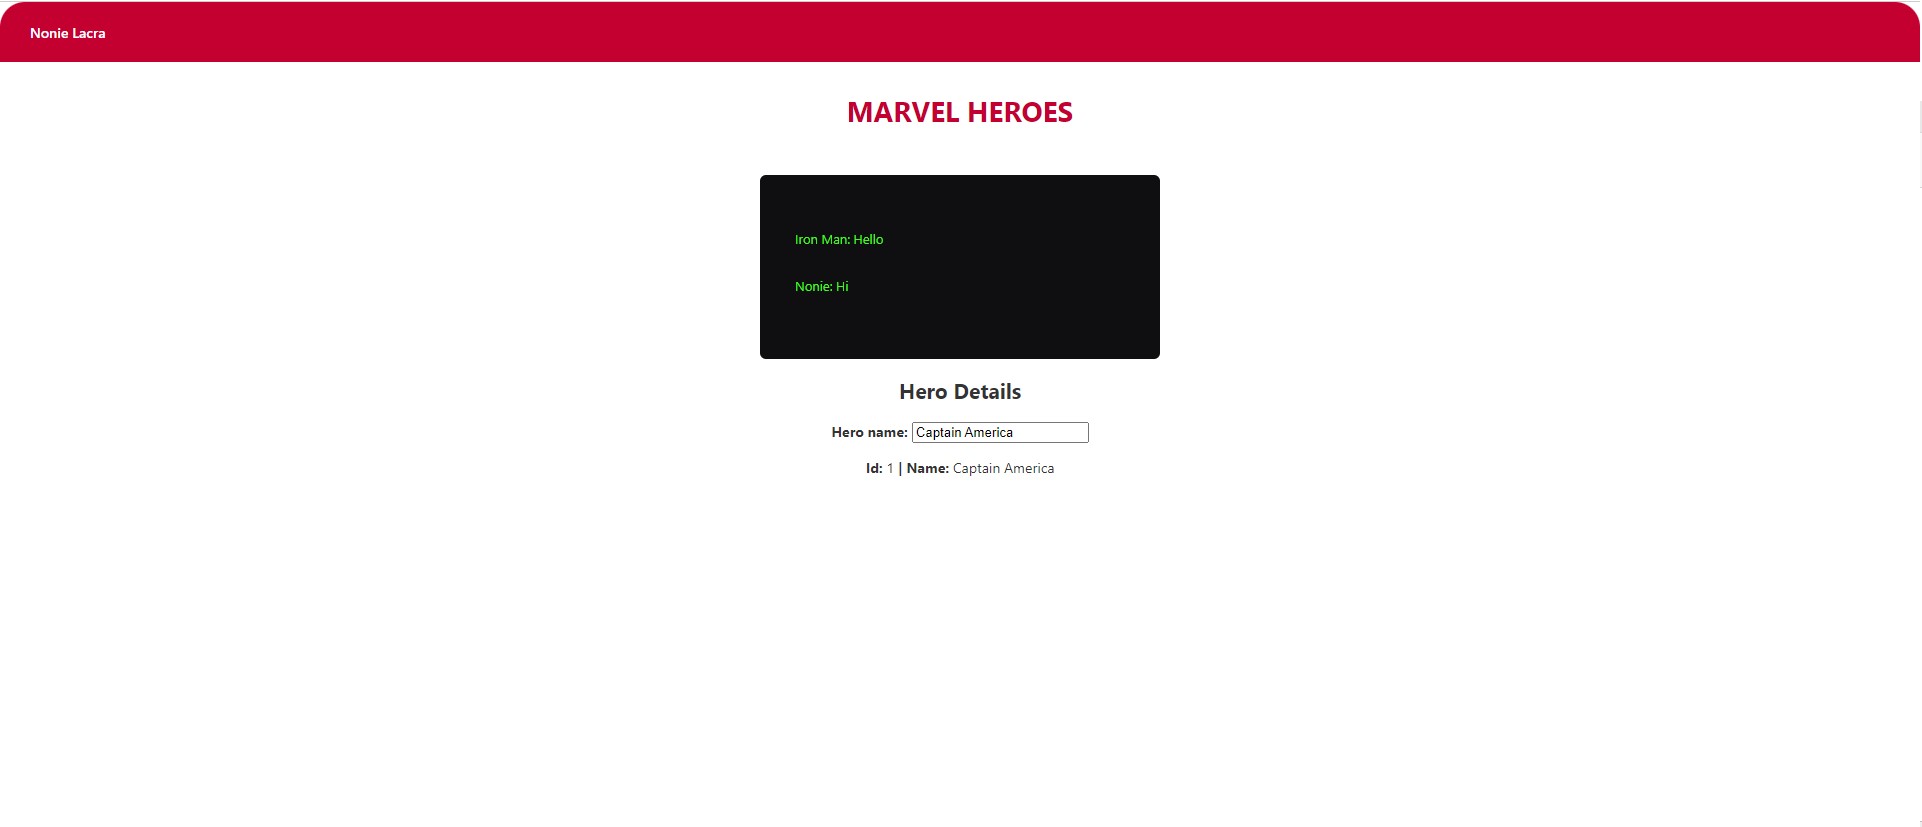 Nonie Lacra
MARVEL HEROES
Iron Man: Hello
Nonie: Hi
Hero Details
Hero name: Captain America
Id: 1 | Name: Captain America